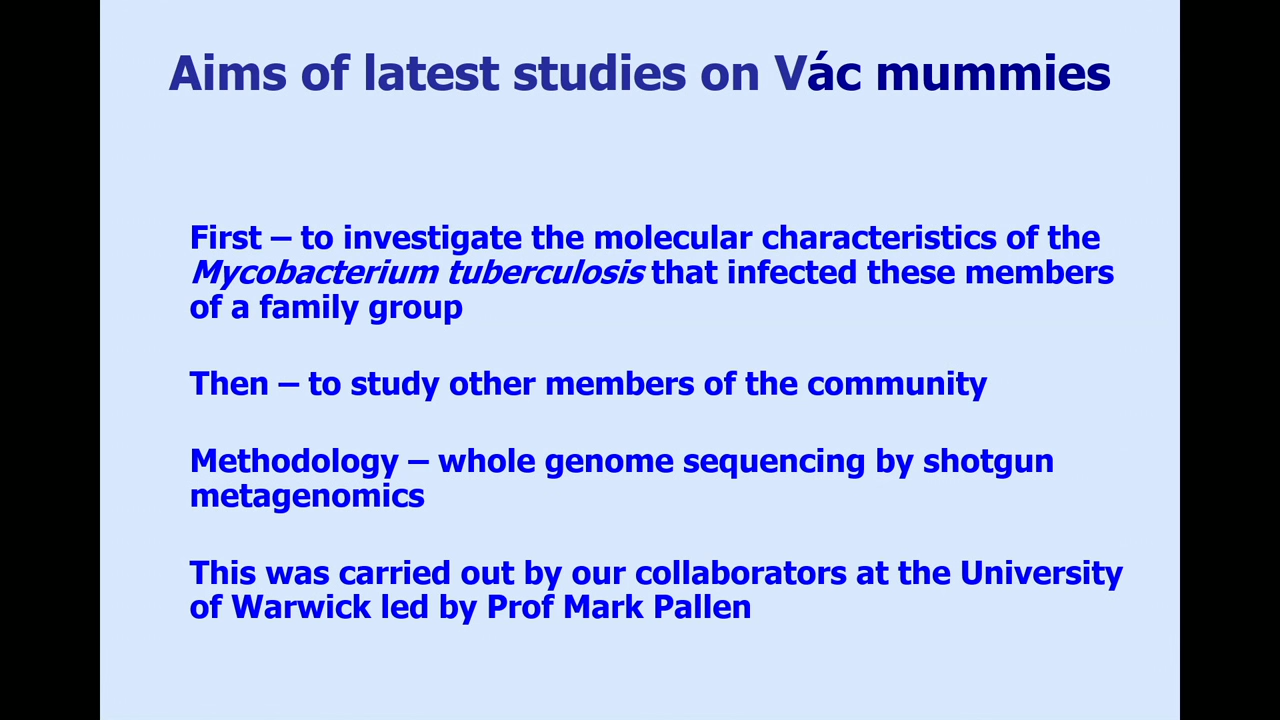 Aims of latest studies on Vác mummies
First – to investigate the molecular characteristics of the
Mycobacterium tuberculosis that infected these members
of a family group
Then – to study other members of the community
Methodology – whole genome sequencing by shotgun
metagenomics
This was carried out by our collaborators at the University
of Warwick led by Prof Mark Pallen